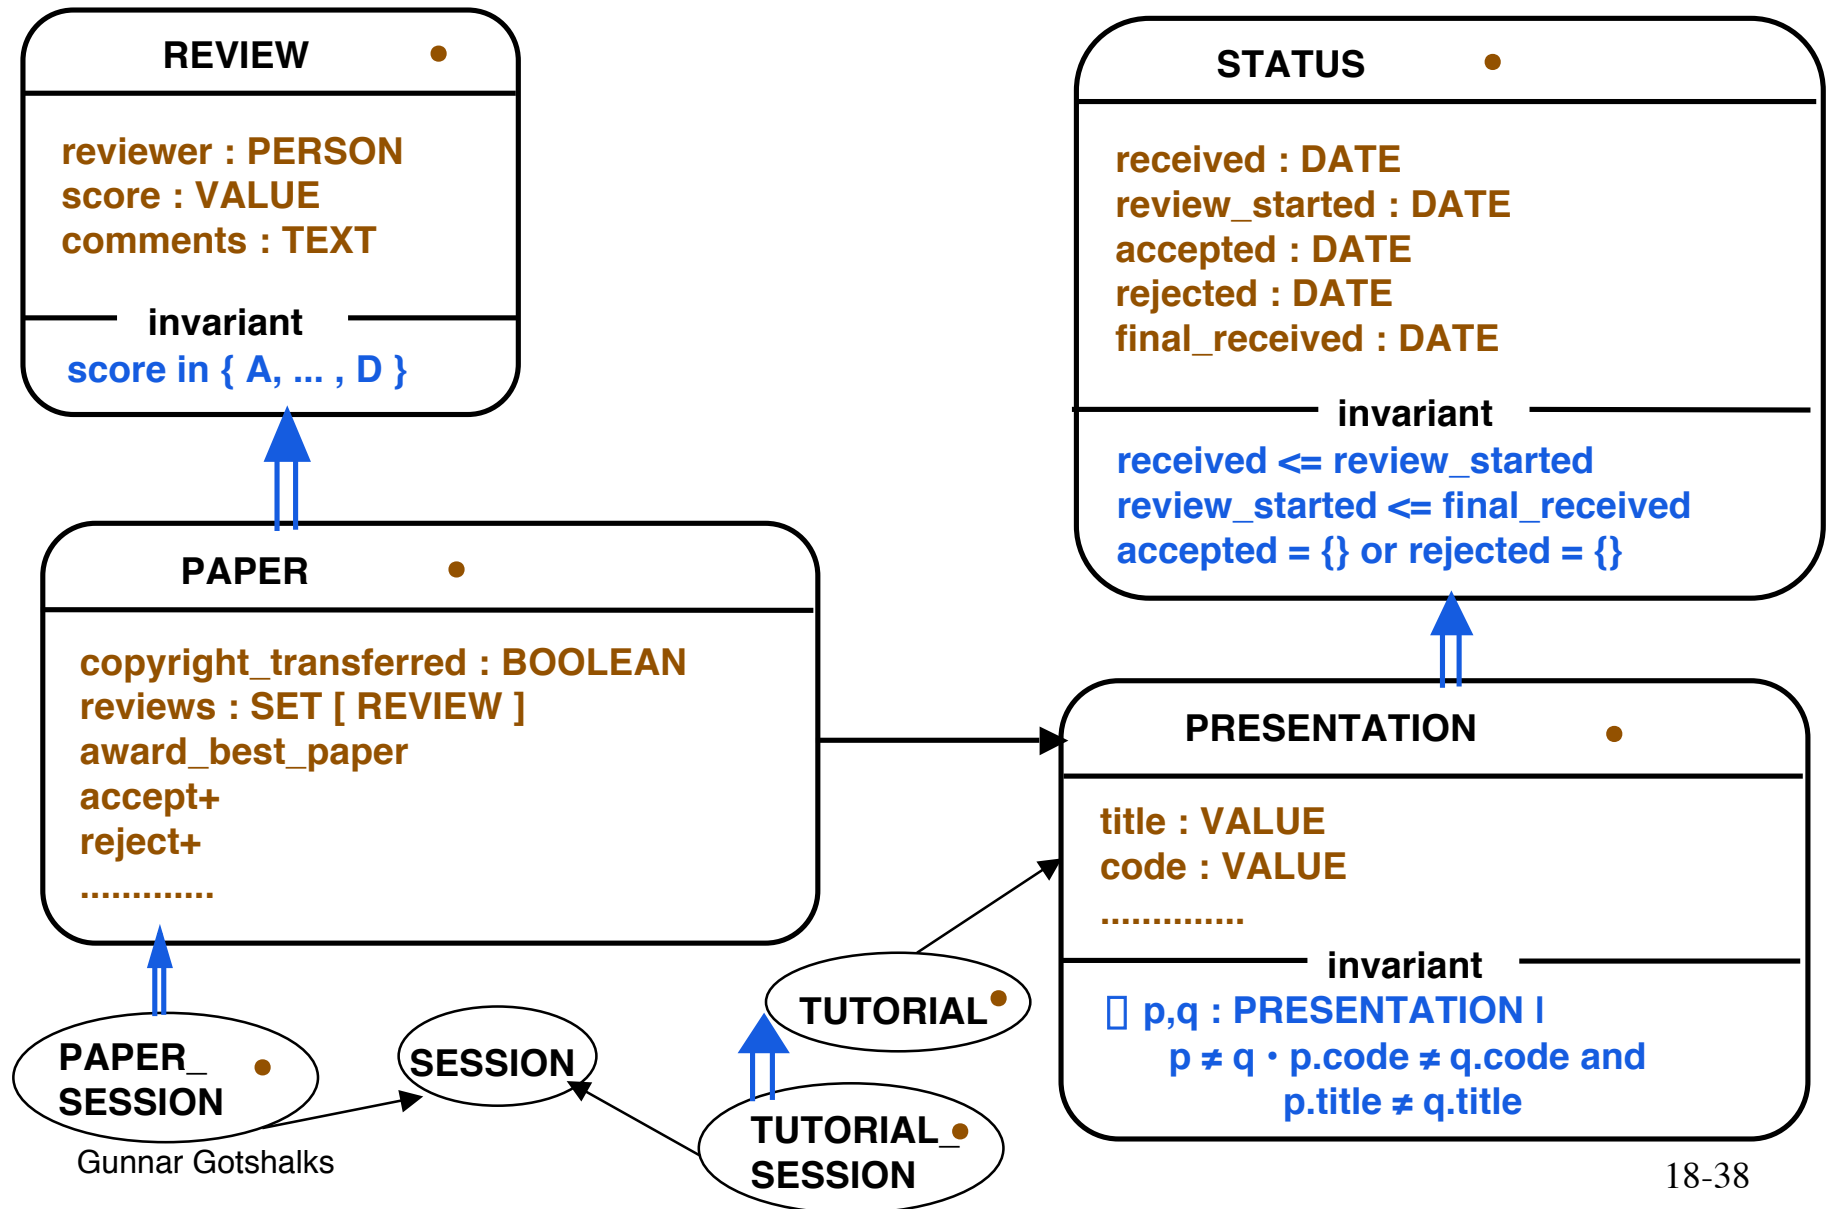 REVIEW
reviewer : PERSON
score : VALUE
comments : TEXT
invariant
score in { A, ... , D }
STATUS
received : DATE
review_started : DATE
accepted : DATE
rejected : DATE
final_received : DATE
invariant
received <= review_started
review_started <= final_received
accepted = {} or rejected = {}
PAPER
copyright_transferred : BOOLEAN
reviews : SET [ REVIEW ]
award_best_paper
accept+
reject+
.............
PRESENTATION
title : VALUE
code : VALUE
..............
invariant
▯ p,q : PRESENTATION |
p ≠ q · p.code ≠ q.code and
p.title ≠ q.title
PAPER_
SESSION
SESSION
TUTORIAL
TUTORIAL_
SESSION
Gunnar Gotshalks
18-38